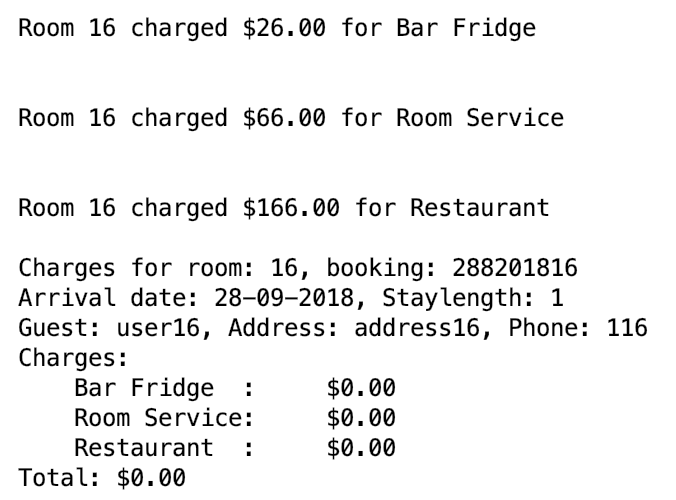 Room 16 charged $26.00 for Bar Fridge
Room 16 charged $66.00 for Room Service
Room 16 charged $166.00 for Restaurant
Charges for room: 16, booking: 288201816
Arrival date: 28-09-2018, Staylength: 1
Guest: user16, Address: address16, Phone: 116
Charges:
    Bar Fridge  :     $0.00
    Room Service:     $0.00
    Restaurant  :     $0.00
Total: $0.00